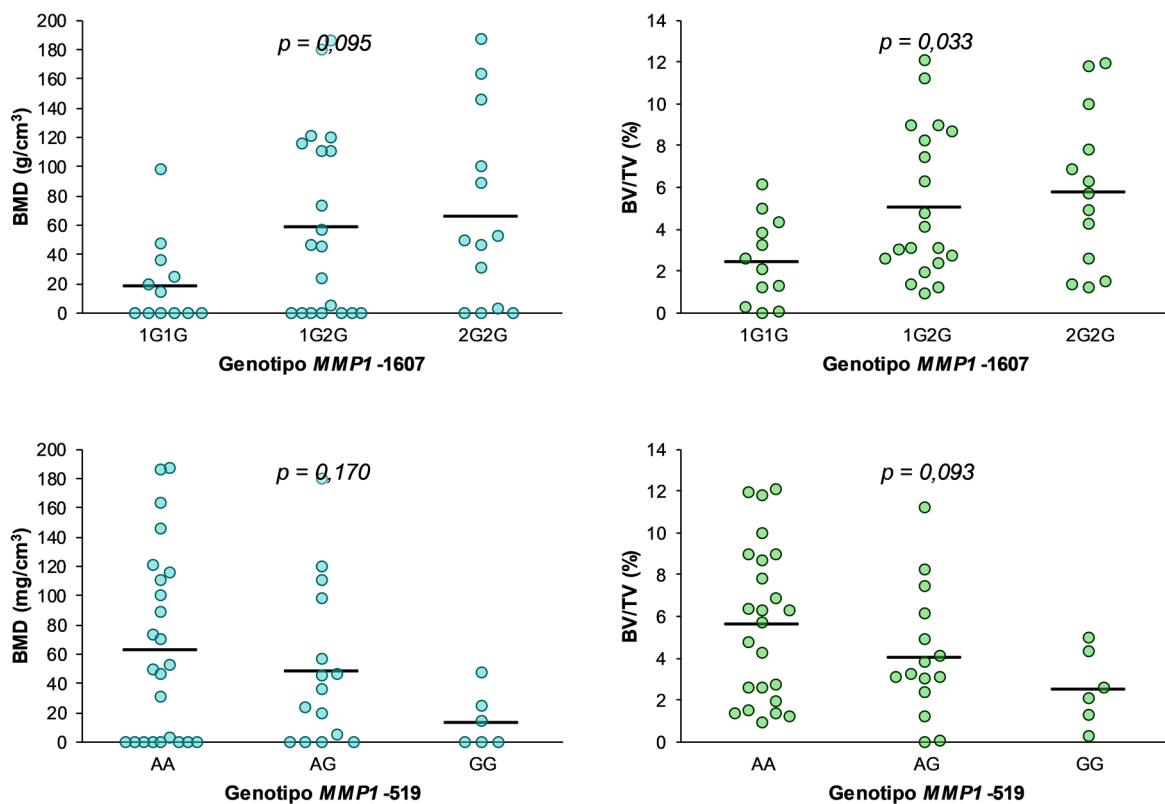 200
180
160
140
120
100
80
60
40
20
0
BMD (g/cm³)
p = 0,095
1G1G 1G2G 2G2G
Genotipo MMP1 -1607
14
12
10
8
6
4
2
0
BV/TV (%)
p = 0,033
1G1G 1G2G 2G2G
Genotipo MMP1 -1607
200
180
160
140
120
100
80
60
40
20
0
BMD (mg/cm³)
p = 0,170
AA AG GG
Genotipo MMP1 -519
14
12
10
8
6
4
2
0
BV/TV (%)
p = 0,093
AA AG GG
Genotipo MMP1 -519